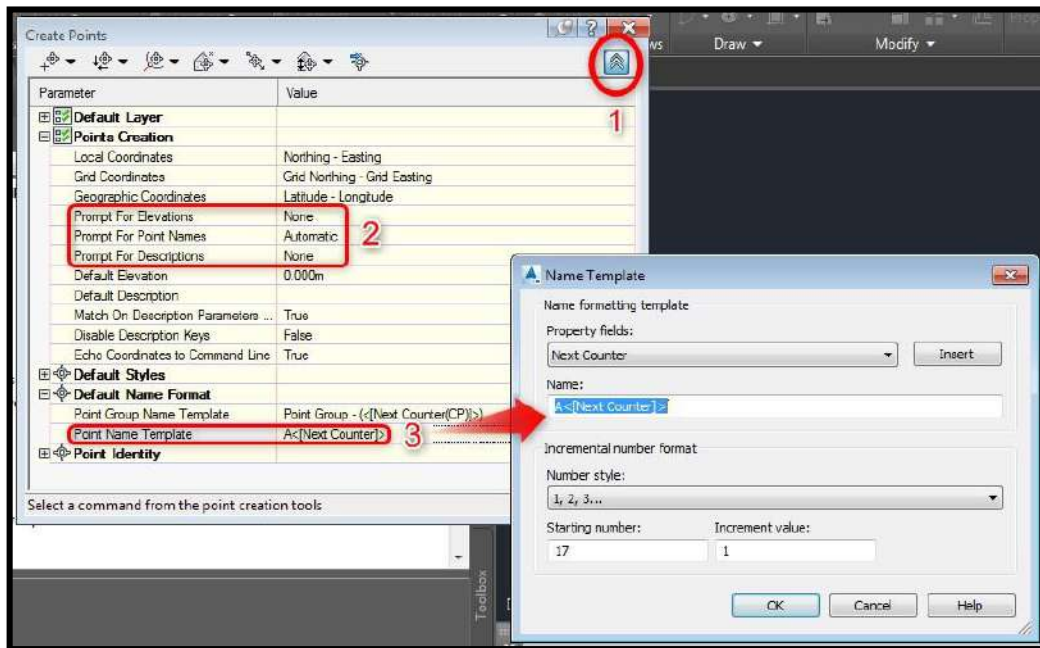 Create Points
Draw
Modify
Parameter Value
1
Default Layer
Points Creation
Local Coordinates Northing - Easting
Grid Coordinates Grid Northing - Grid Easting
Geographic Coordinates Latitude - Longitude
Prompt For Elevations None
Prompt For Point Names Automatic
2
Prompt For Descriptions None
Default Elevation 0.000m
Default Description
Match On Description Parameters ... True
Disable Description Keys False
Echo Coordinates to Command Line True
Default Styles
Default Name Format
Point Group Name Template Point Group - (<[Next Counter(CP)]>)
Point Name Template A<[Next Counter]>
3
Point Identity
Select a command from the point creation tools
Toolbox
Name Template
Name formatting template
Property fields:
Next Counter Insert
Name:
A<[Next Counter]>
Incremental number format
Number style:
1, 2, 3...
Starting number: Increment value:
17 1
OK Cancel Help